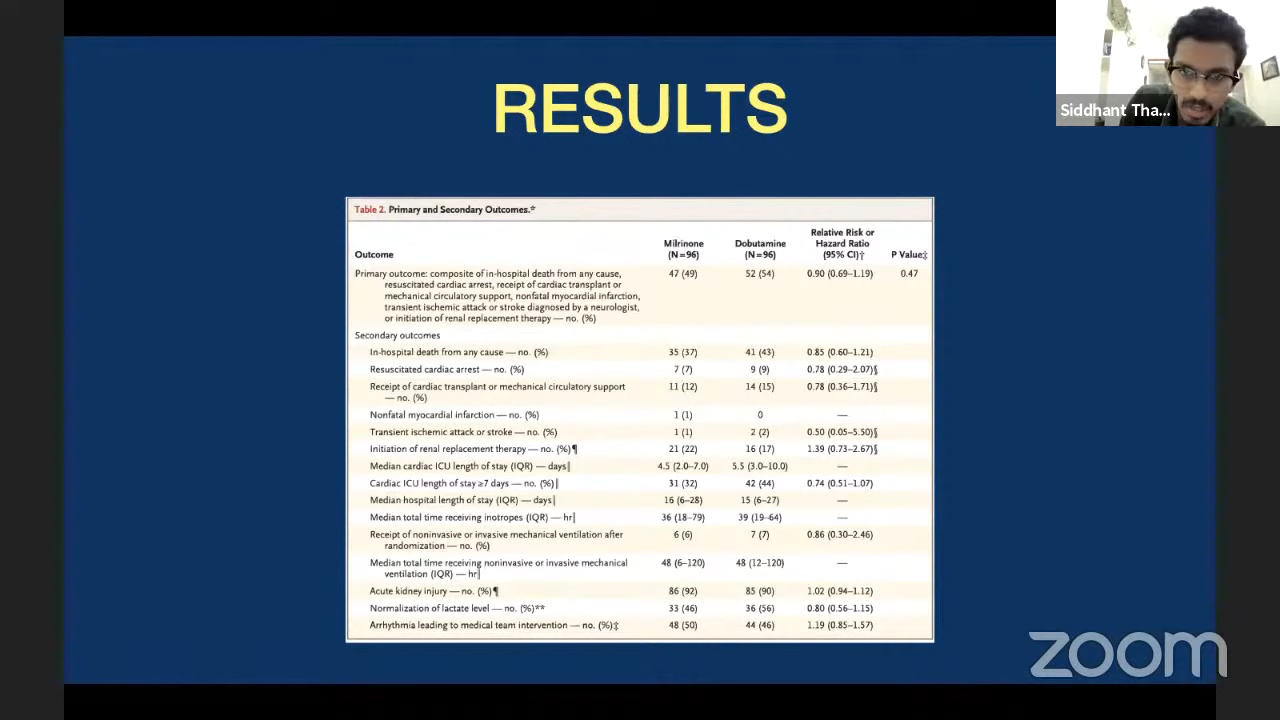 RESULTS
Siddhant Tha...
Table 2. Primary and Secondary Outcomes.*
Outcome Milrinone (N=96) Dobutamine (N=96) Relative Risk or Hazard Ratio (95% CI)† P Value‡
Primary outcome: composite of in-hospital death from any cause, 47 (49) 52 (54) 0.90 (0.69–1.19) 0.47
resuscitated cardiac arrest, receipt of cardiac transplant or
mechanical circulatory support, nonfatal myocardial infarction,
transient ischemic attack or stroke diagnosed by a neurologist,
or initiation of renal replacement therapy — no. (%)
Secondary outcomes
In-hospital death from any cause — no. (%) 35 (37) 41 (43) 0.85 (0.60–1.21)
Resuscitated cardiac arrest — no. (%) 7 (7) 9 (9) 0.78 (0.29–2.07)§
Receipt of cardiac transplant or mechanical circulatory support 11 (12) 14 (15) 0.78 (0.36–1.71)§
— no. (%)
Nonfatal myocardial infarction — no. (%) 1 (1) 0 —
Transient ischemic attack or stroke — no. (%) 1 (1) 2 (2) 0.50 (0.05–5.50)§
Initiation of renal replacement therapy — no. (%)¶ 21 (22) 16 (17) 1.39 (0.73–2.67)§
Median cardiac ICU length of stay (IQR) — days‖ 4.5 (2.0–7.0) 5.5 (3.0–10.0) —
Cardiac ICU length of stay ≥7 days — no. (%)‖ 31 (32) 42 (44) 0.74 (0.51–1.07)
Median hospital length of stay (IQR) — days‖ 16 (6–28) 15 (6–27) —
Median total time receiving inotropes (IQR) — hr‖ 36 (18–79) 39 (19–64) —
Receipt of noninvasive or invasive mechanical ventilation after 6 (6) 7 (7) 0.86 (0.30–2.46)
randomization — no. (%)
Median total time receiving noninvasive or invasive mechanical 48 (6–120) 48 (12–120) —
ventilation (IQR) — hr‖
Acute kidney injury — no. (%)¶ 86 (92) 85 (90) 1.02 (0.94–1.12)
Normalization of lactate level — no. (%)** 33 (46) 36 (56) 0.80 (0.56–1.15)
Arrhythmia leading to medical team intervention — no. (%)‡ 48 (50) 44 (46) 1.19 (0.85–1.57)
zoom